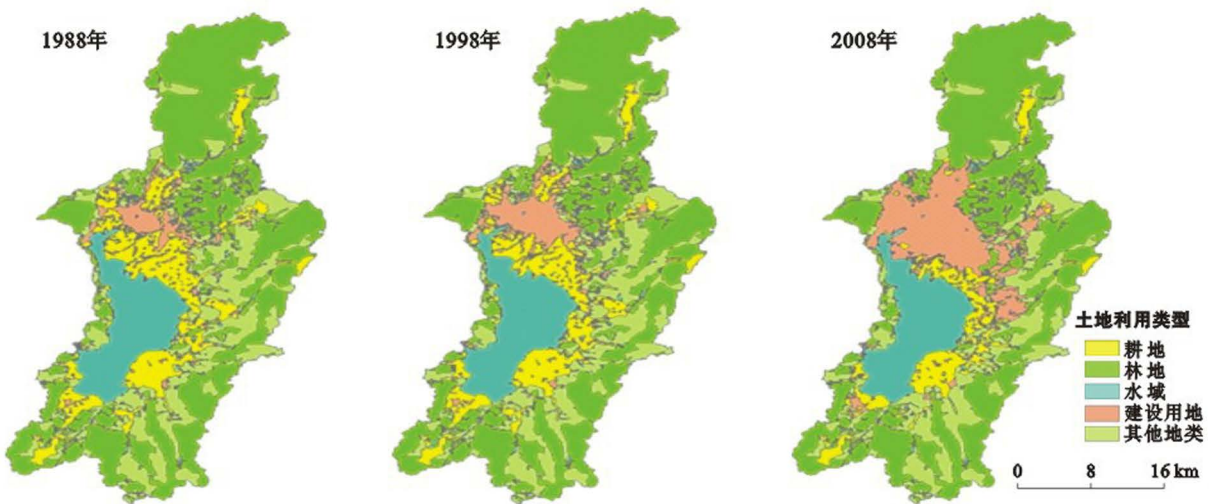 1988年
1998年
2008年
土地利用类型
耕地
林地
水域
建设用地
其他地类
0 8 16 km